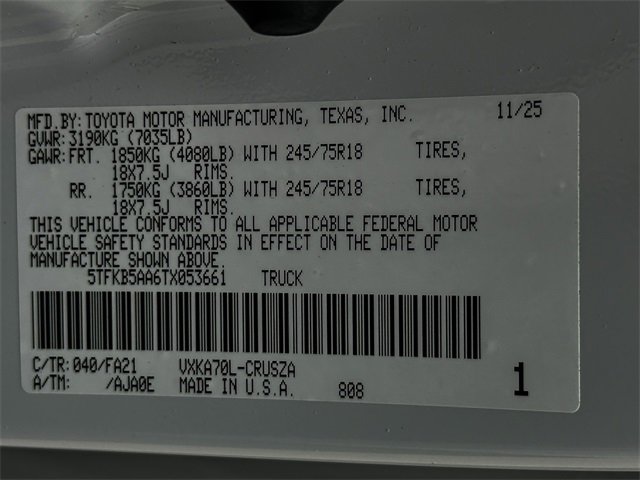 MFD.BY:TOYOTA MOTOR MANUFACTURING, TEXAS, INC. 11/25
GVWR:3190KG (7035LB)
GAWR:FRT. 1850KG (4080LB) WITH 245/75R18 TIRES,
18X7.5J RIMS.
RR. 1750KG (3860LB) WITH 245/75R18 TIRES,
18X7.5J RIMS.
THIS VEHICLE CONFORMS TO ALL APPLICABLE FEDERAL MOTOR
VEHICLE SAFETY STANDARDS IN EFFECT ON THE DATE OF
MANUFACTURE SHOWN ABOVE.
5TFKB5AA6TX053661 TRUCK
C/TR:040/FA21 VXKA70L-CRUSZA
A/TM: /AJA0E MADE IN U.S.A. 808 1